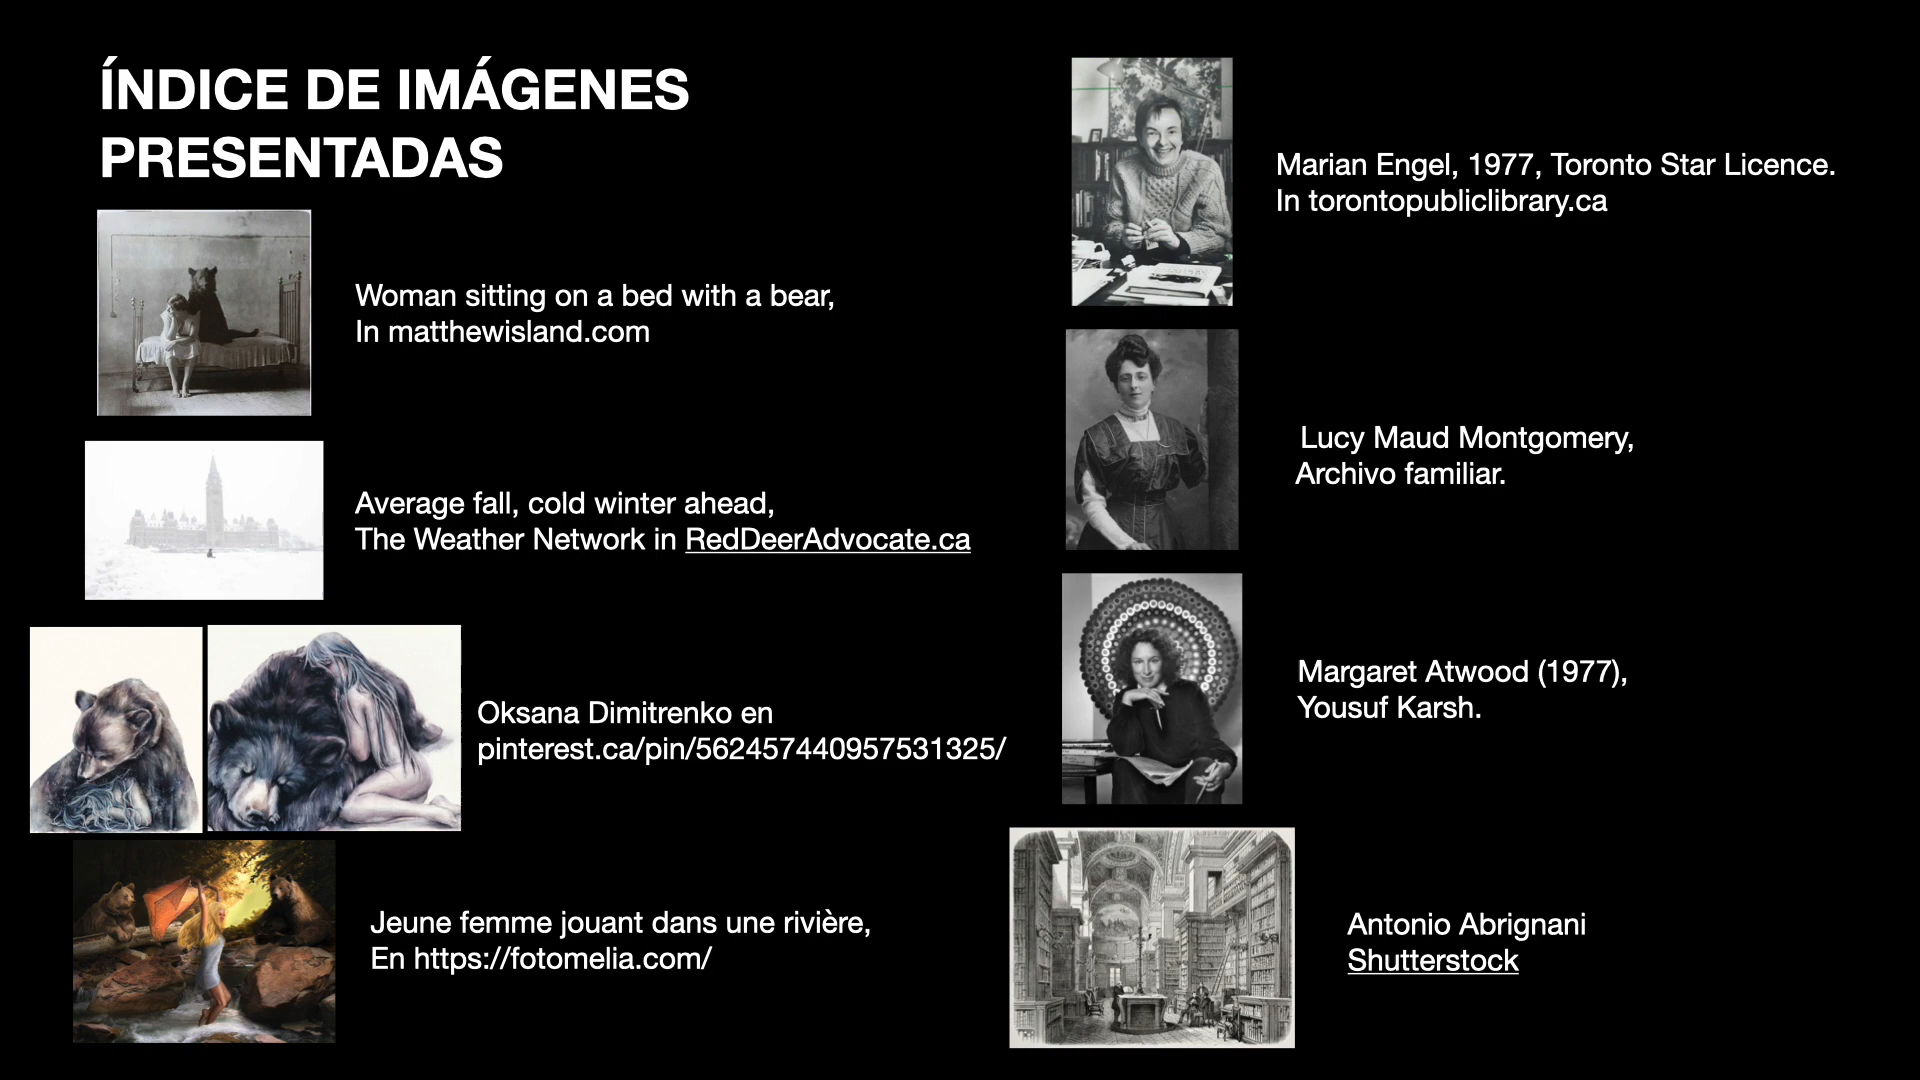 ÍNDICE DE IMÁGENES
PRESENTADAS
Woman sitting on a bed with a bear,
In matthewisland.com
Average fall, cold winter ahead,
The Weather Network in RedDeerAdvocate.ca
Oksana Dimitrenko en
pinterest.ca/pin/562457440957531325/
Jeune femme jouant dans une rivière,
En https://fotomelia.com/
Marian Engel, 1977, Toronto Star Licence.
In torontopubliclibrary.ca
Lucy Maud Montgomery,
Archivo familiar.
Margaret Atwood (1977),
Yousuf Karsh.
Antonio Abrignani
Shutterstock